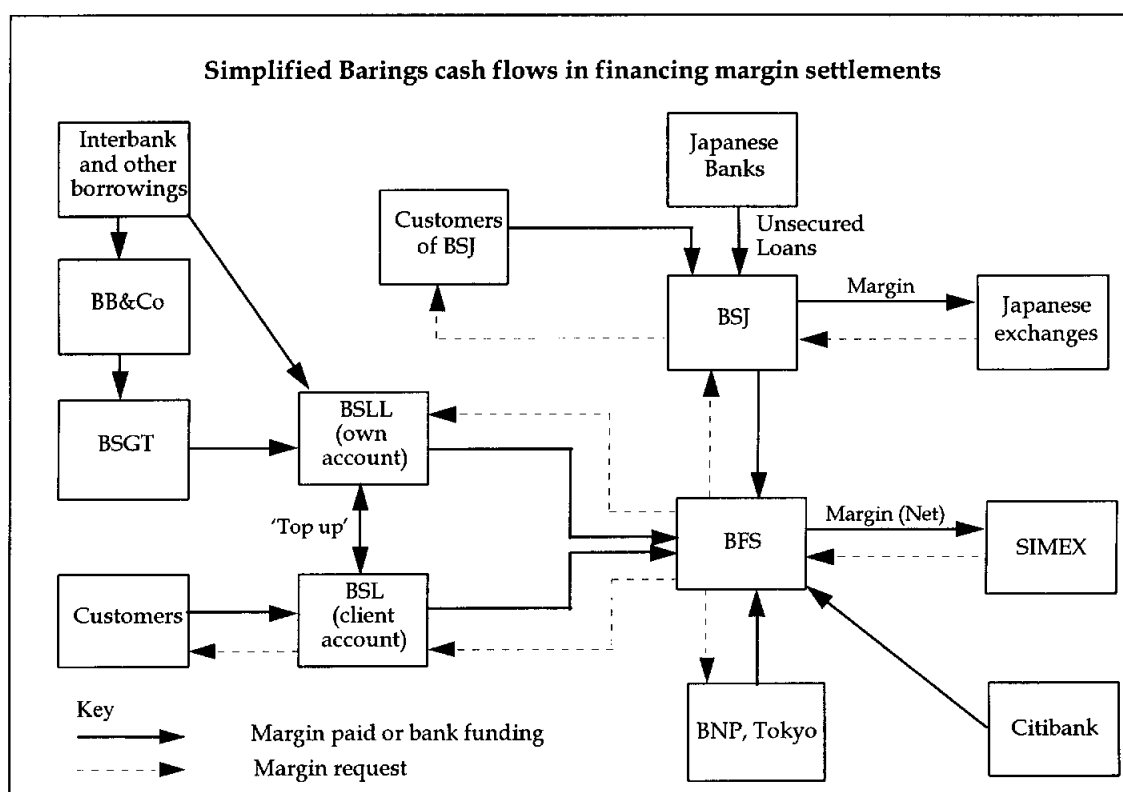 Simplified Barings cash flows in financing margin settlements
Interbank
and other
borrowings
Japanese
Banks
Customers
of BSJ
Unsecured
Loans
BB&Co
BSJ
Margin
Japanese
exchanges
BSGT
BSLL
(own
account)
'Top up'
BFS
Margin (Net)
SIMEX
Customers
BSL
(client
account)
BNP, Tokyo
Citibank
Key
Margin paid or bank funding
Margin request